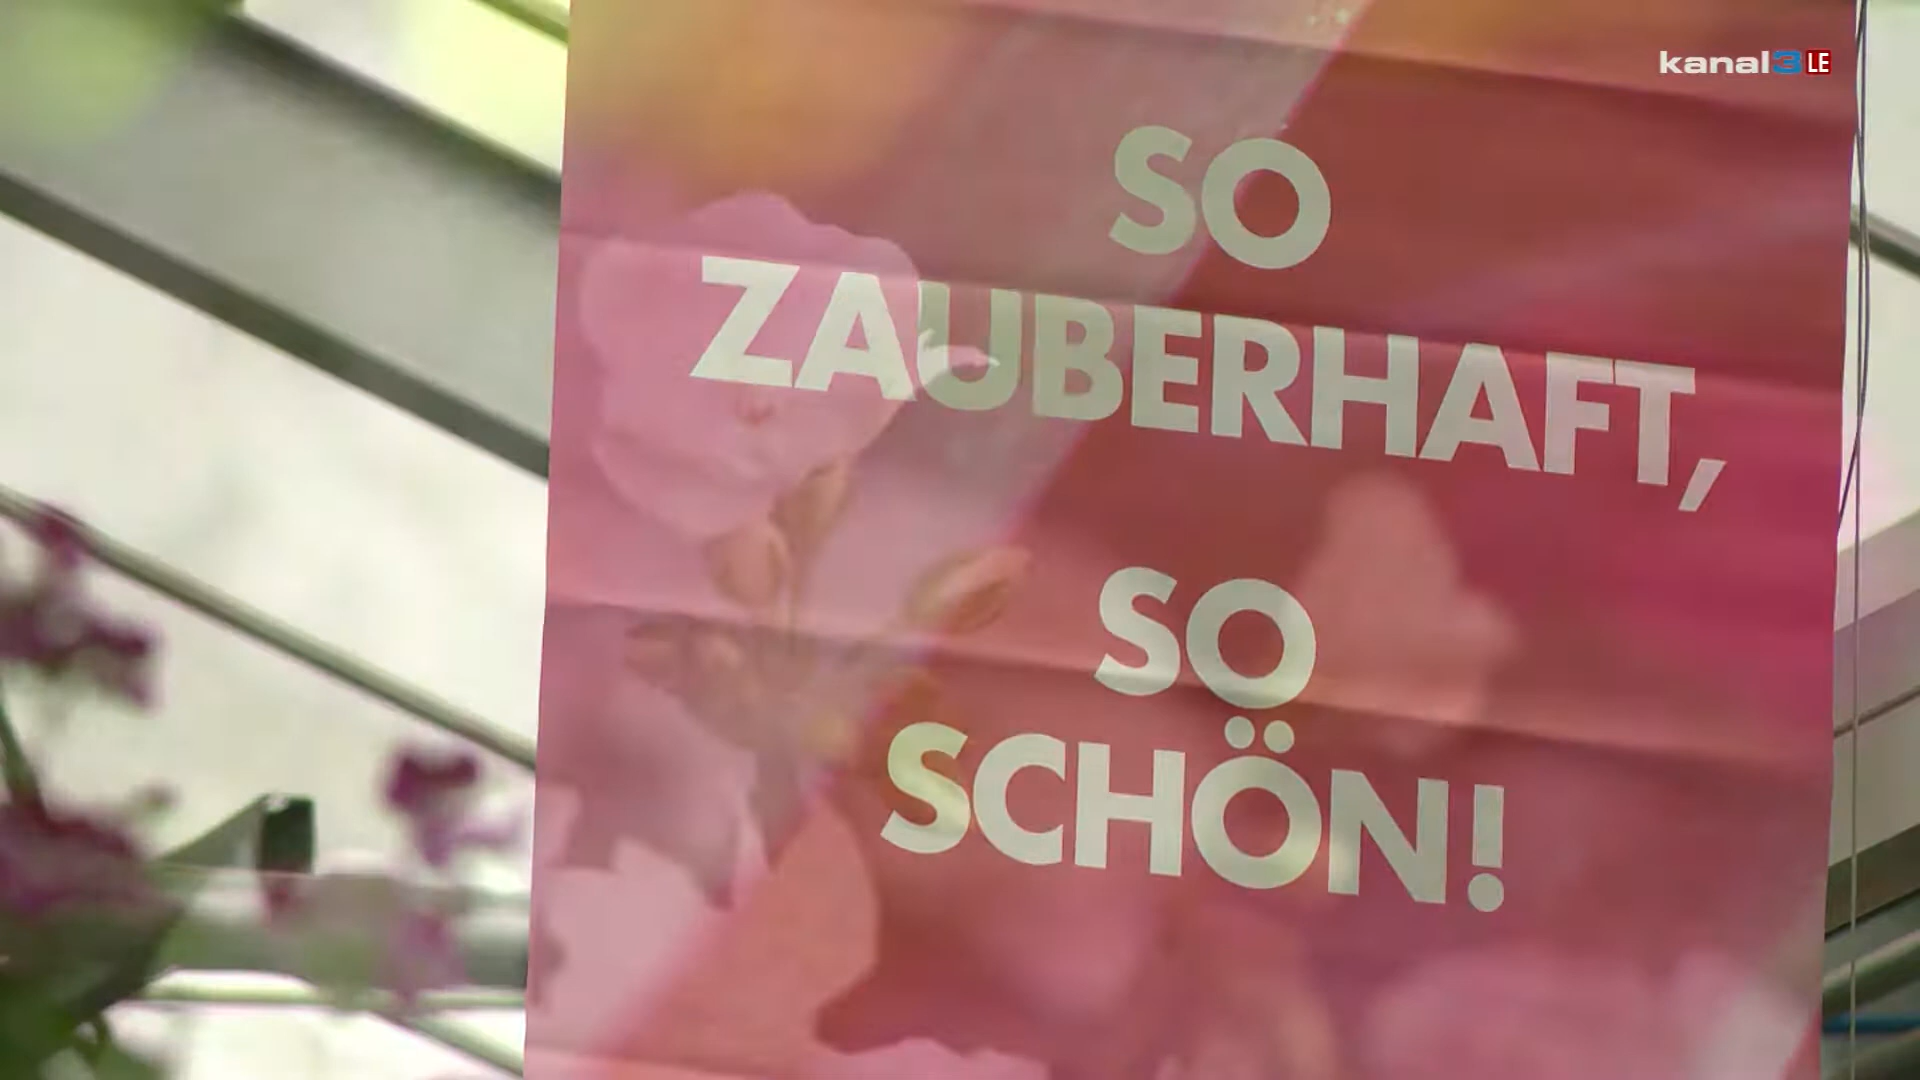 kanal3 LE
SO
ZAUBERHAFT,
SO
SCHÖN!